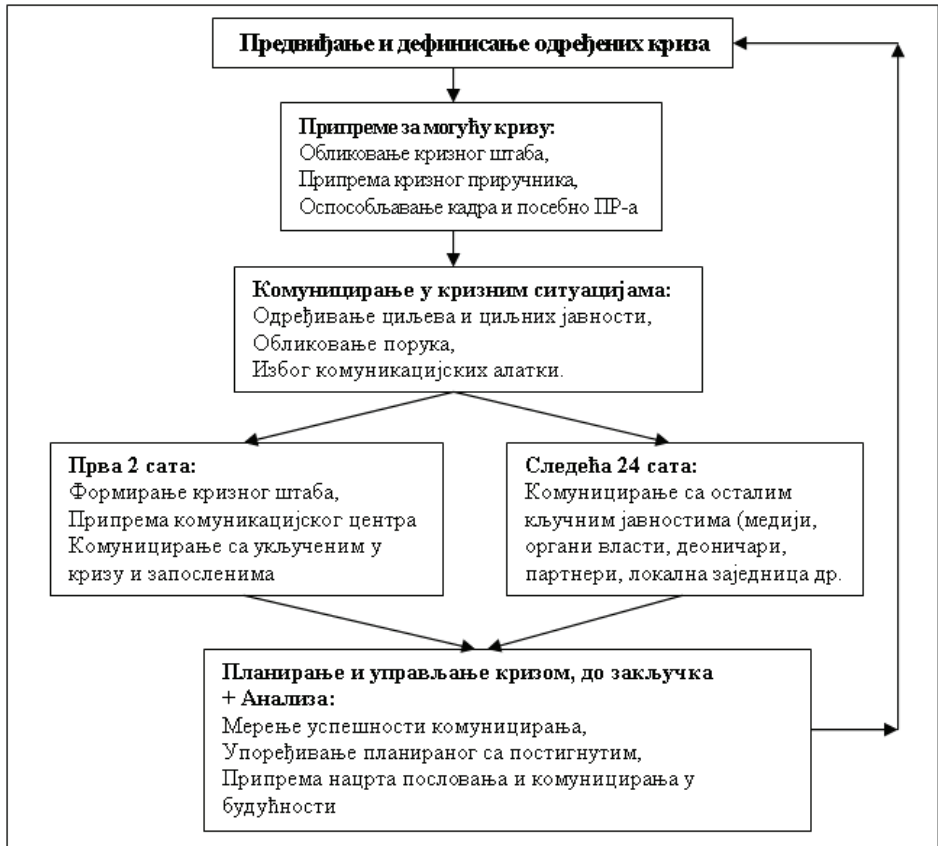 Предвиђање и дефинисање одређених криза
Припреме за могућу кризу:
Обликовање кризног штаба,
Припрема кризног приручника,
Оспособљавање кадра и посебно ПР-а
Комуницирање у кризним ситуацијама:
Одређивање циљева и циљних јавности,
Обликовање порука,
Избог комуникацијских алатки.
Прва 2 сата:
Формирање кризног штаба,
Припрема комуникацијског центра
Комуницирање са укљученим у
кризу и запосленима
Следећа 24 сата:
Комуницирање са осталим
кључним јавностима (медији,
органи власти, деоничари,
партнери, локална заједница др.
Планирање и управљање кризом, до закључка
+ Анализа:
Мерење успешности комуницирања,
Упоређивање планираног са постигнутим,
Припрема нацрта пословања и комуницирања у
будућности